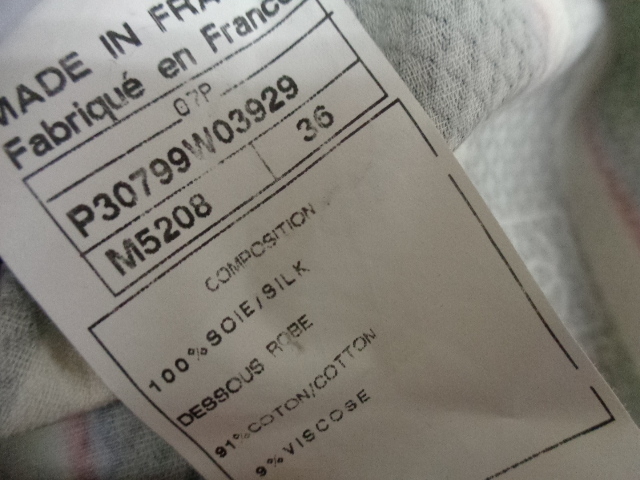 MADE IN FRA
Fabriqué en France
07P
P30799W03929
M5208 36
COMPOSITION
100%SOIE/SILK
DESSOUS ROBE
91%COTON/COTTON
9%VISCOSE